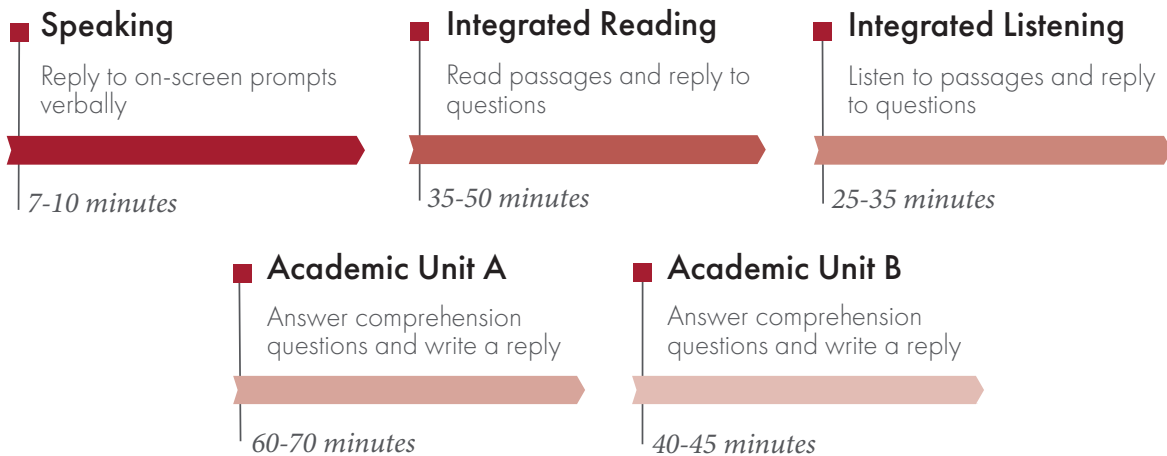 Speaking
Reply to on-screen prompts
verbally
7-10 minutes
Integrated Reading
Read passages and reply to
questions
35-50 minutes
Integrated Listening
Listen to passages and reply
to questions
25-35 minutes
Academic Unit A
Answer comprehension
questions and write a reply
60-70 minutes
Academic Unit B
Answer comprehension
questions and write a reply
40-45 minutes